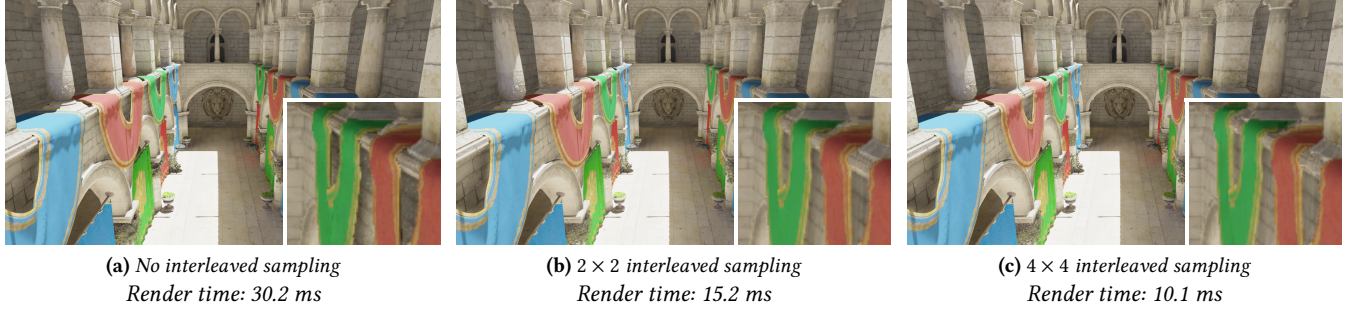 (a) No interleaved sampling
Render time: 30.2 ms
(b) 2 × 2 interleaved sampling
Render time: 15.2 ms
(c) 4 × 4 interleaved sampling
Render time: 10.1 ms